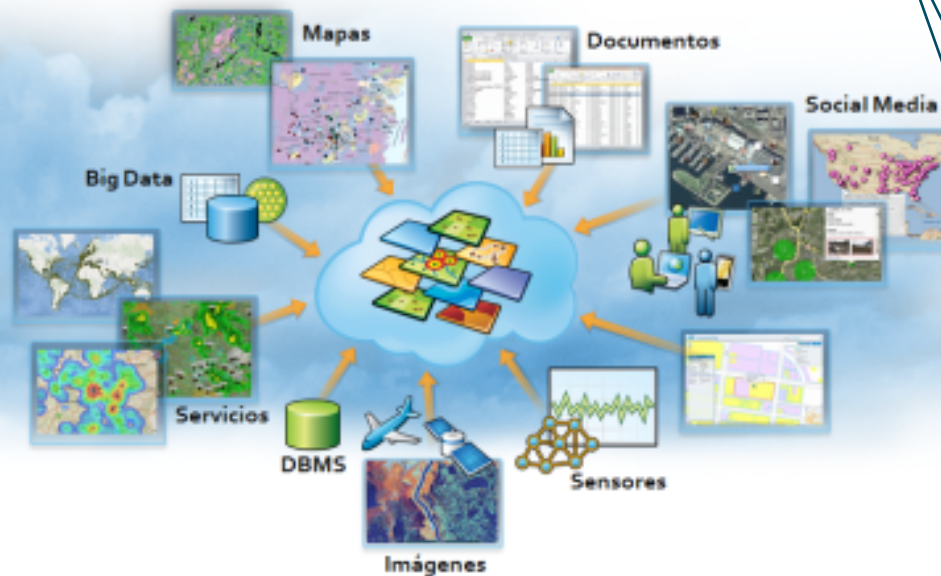 Mapas
Documentos
Social Media
Big Data
Servicios
DBMS
Sensores
Imágenes